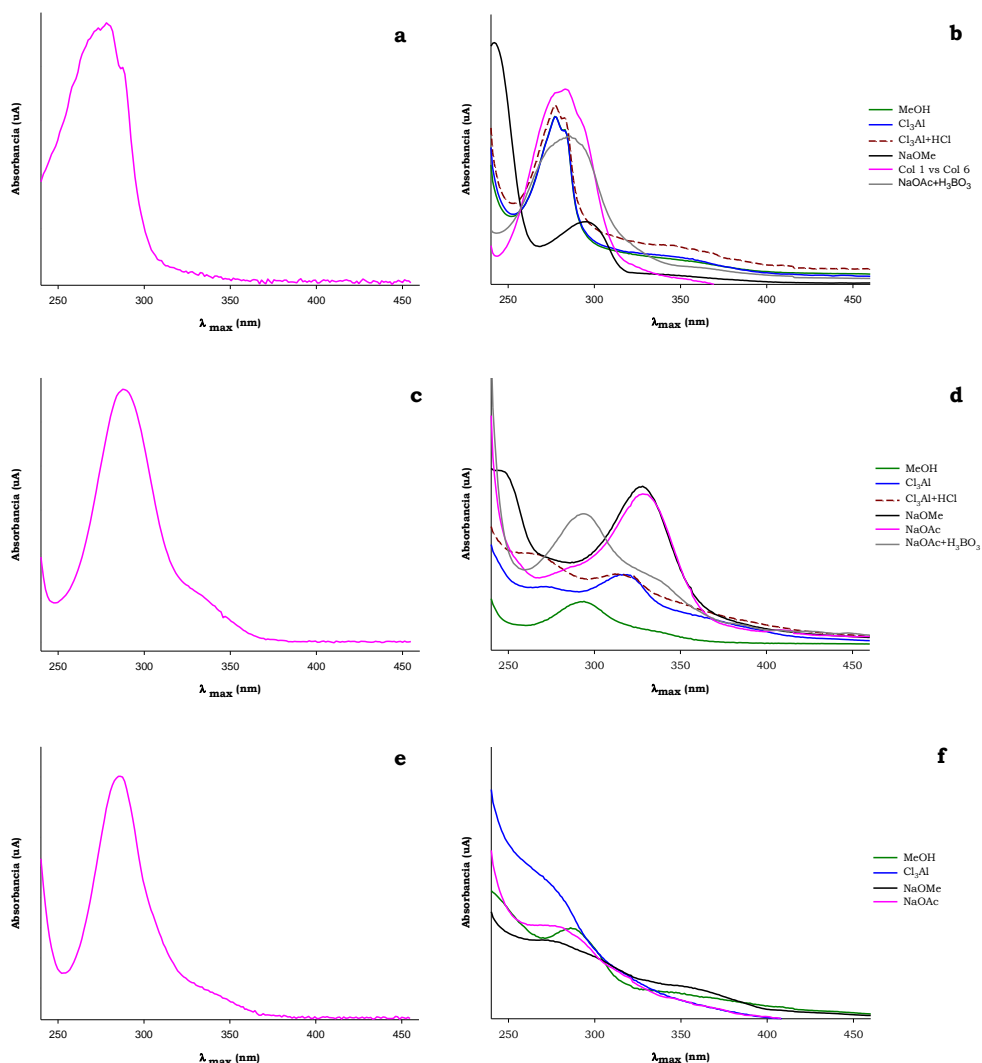 a
Absorbancia (uA)
250 300 350 400 450
λ max (nm)
b
Absorbancia (uA)
250 300 350 400 450
λmax (nm)
MeOH
Cl3Al
Cl3Al+HCl
NaOMe
Col 1 vs Col 6
NaOAc+H3BO3
c
Absorbancia (uA)
250 300 350 400 450
λ max (nm)
d
Absorbancia (uA)
250 300 350 400 450
λmax (nm)
MeOH
Cl3Al
Cl3Al+HCl
NaOMe
NaOAc
NaOAc+H3BO3
e
Absorbancia (uA)
250 300 350 400 450
λ max (nm)
f
Absorbancia (uA)
250 300 350 400 450
λmax (nm)
MeOH
Cl3Al
NaOMe
NaOAc